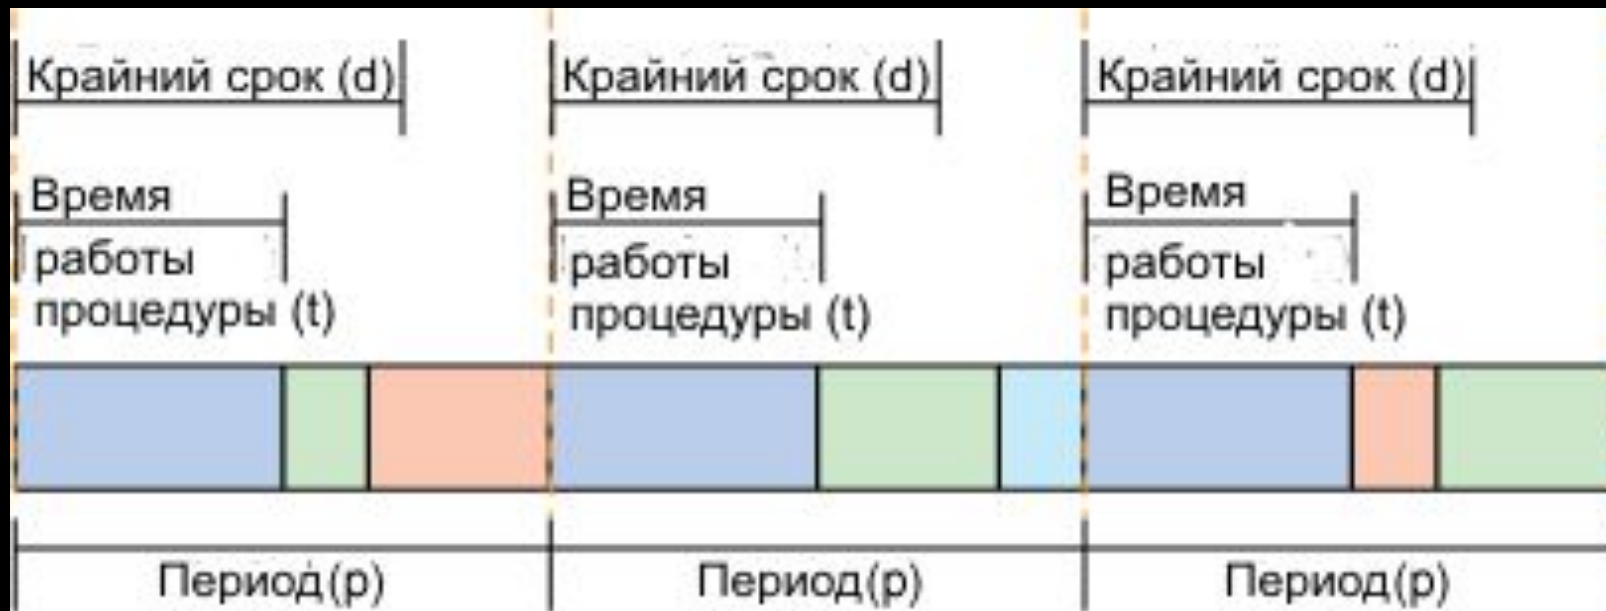 Крайний срок (d)
Крайний срок (d)
Крайний срок (d)
Время
работы
процедуры (t)
Время
работы
процедуры (t)
Время
работы
процедуры (t)
Период(p)
Период(p)
Период(p)